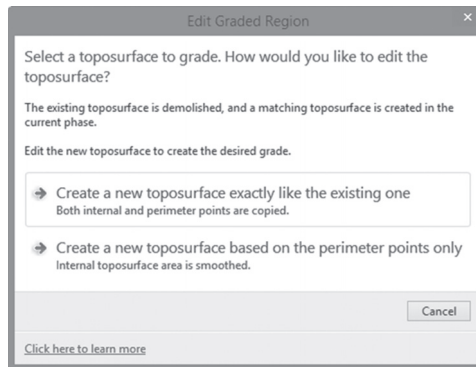 Edit Graded Region
Select a toposurface to grade. How would you like to edit the
toposurface?
The existing toposurface is demolished, and a matching toposurface is created in the
current phase.
Edit the new toposurface to create the desired grade.
Create a new toposurface exactly like the existing one
Both internal and perimeter points are copied.
Create a new toposurface based on the perimeter points only
Internal toposurface area is smoothed.
Cancel
Click here to learn more